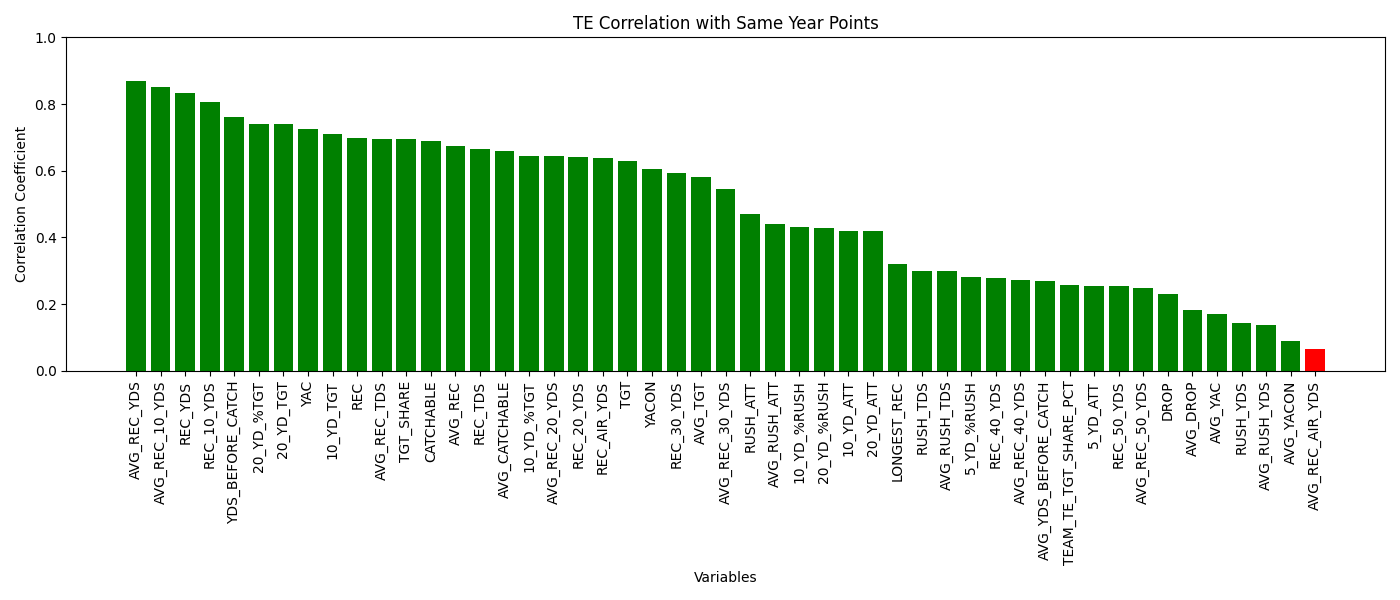 TE Correlation with Same Year Points
Correlation Coefficient
1.0
0.8
0.6
0.4
0.2
0.0
AVG_REC_YDS
AVG_REC_10_YDS
REC_YDS
REC_10_YDS
YDS_BEFORE_CATCH
20_YD_%TGT
20_YD_TGT
YAC
10_YD_TGT
REC
AVG_REC_TDS
TGT_SHARE
CATCHABLE
AVG_REC
REC_TDS
AVG_CATCHABLE
10_YD_%TGT
AVG_REC_20_YDS
REC_20_YDS
REC_AIR_YDS
TGT
YACON
REC_30_YDS
AVG_TGT
AVG_REC_30_YDS
RUSH_ATT
AVG_RUSH_ATT
10_YD_%RUSH
20_YD_%RUSH
10_YD_ATT
20_YD_ATT
LONGEST_REC
RUSH_TDS
AVG_RUSH_TDS
5_YD_%RUSH
REC_40_YDS
AVG_REC_40_YDS
AVG_YDS_BEFORE_CATCH
TEAM_TE_TGT_SHARE_PCT
5_YD_ATT
REC_50_YDS
AVG_REC_50_YDS
DROP
AVG_DROP
AVG_YAC
RUSH_YDS
AVG_RUSH_YDS
AVG_YACON
AVG_REC_AIR_YDS
Variables